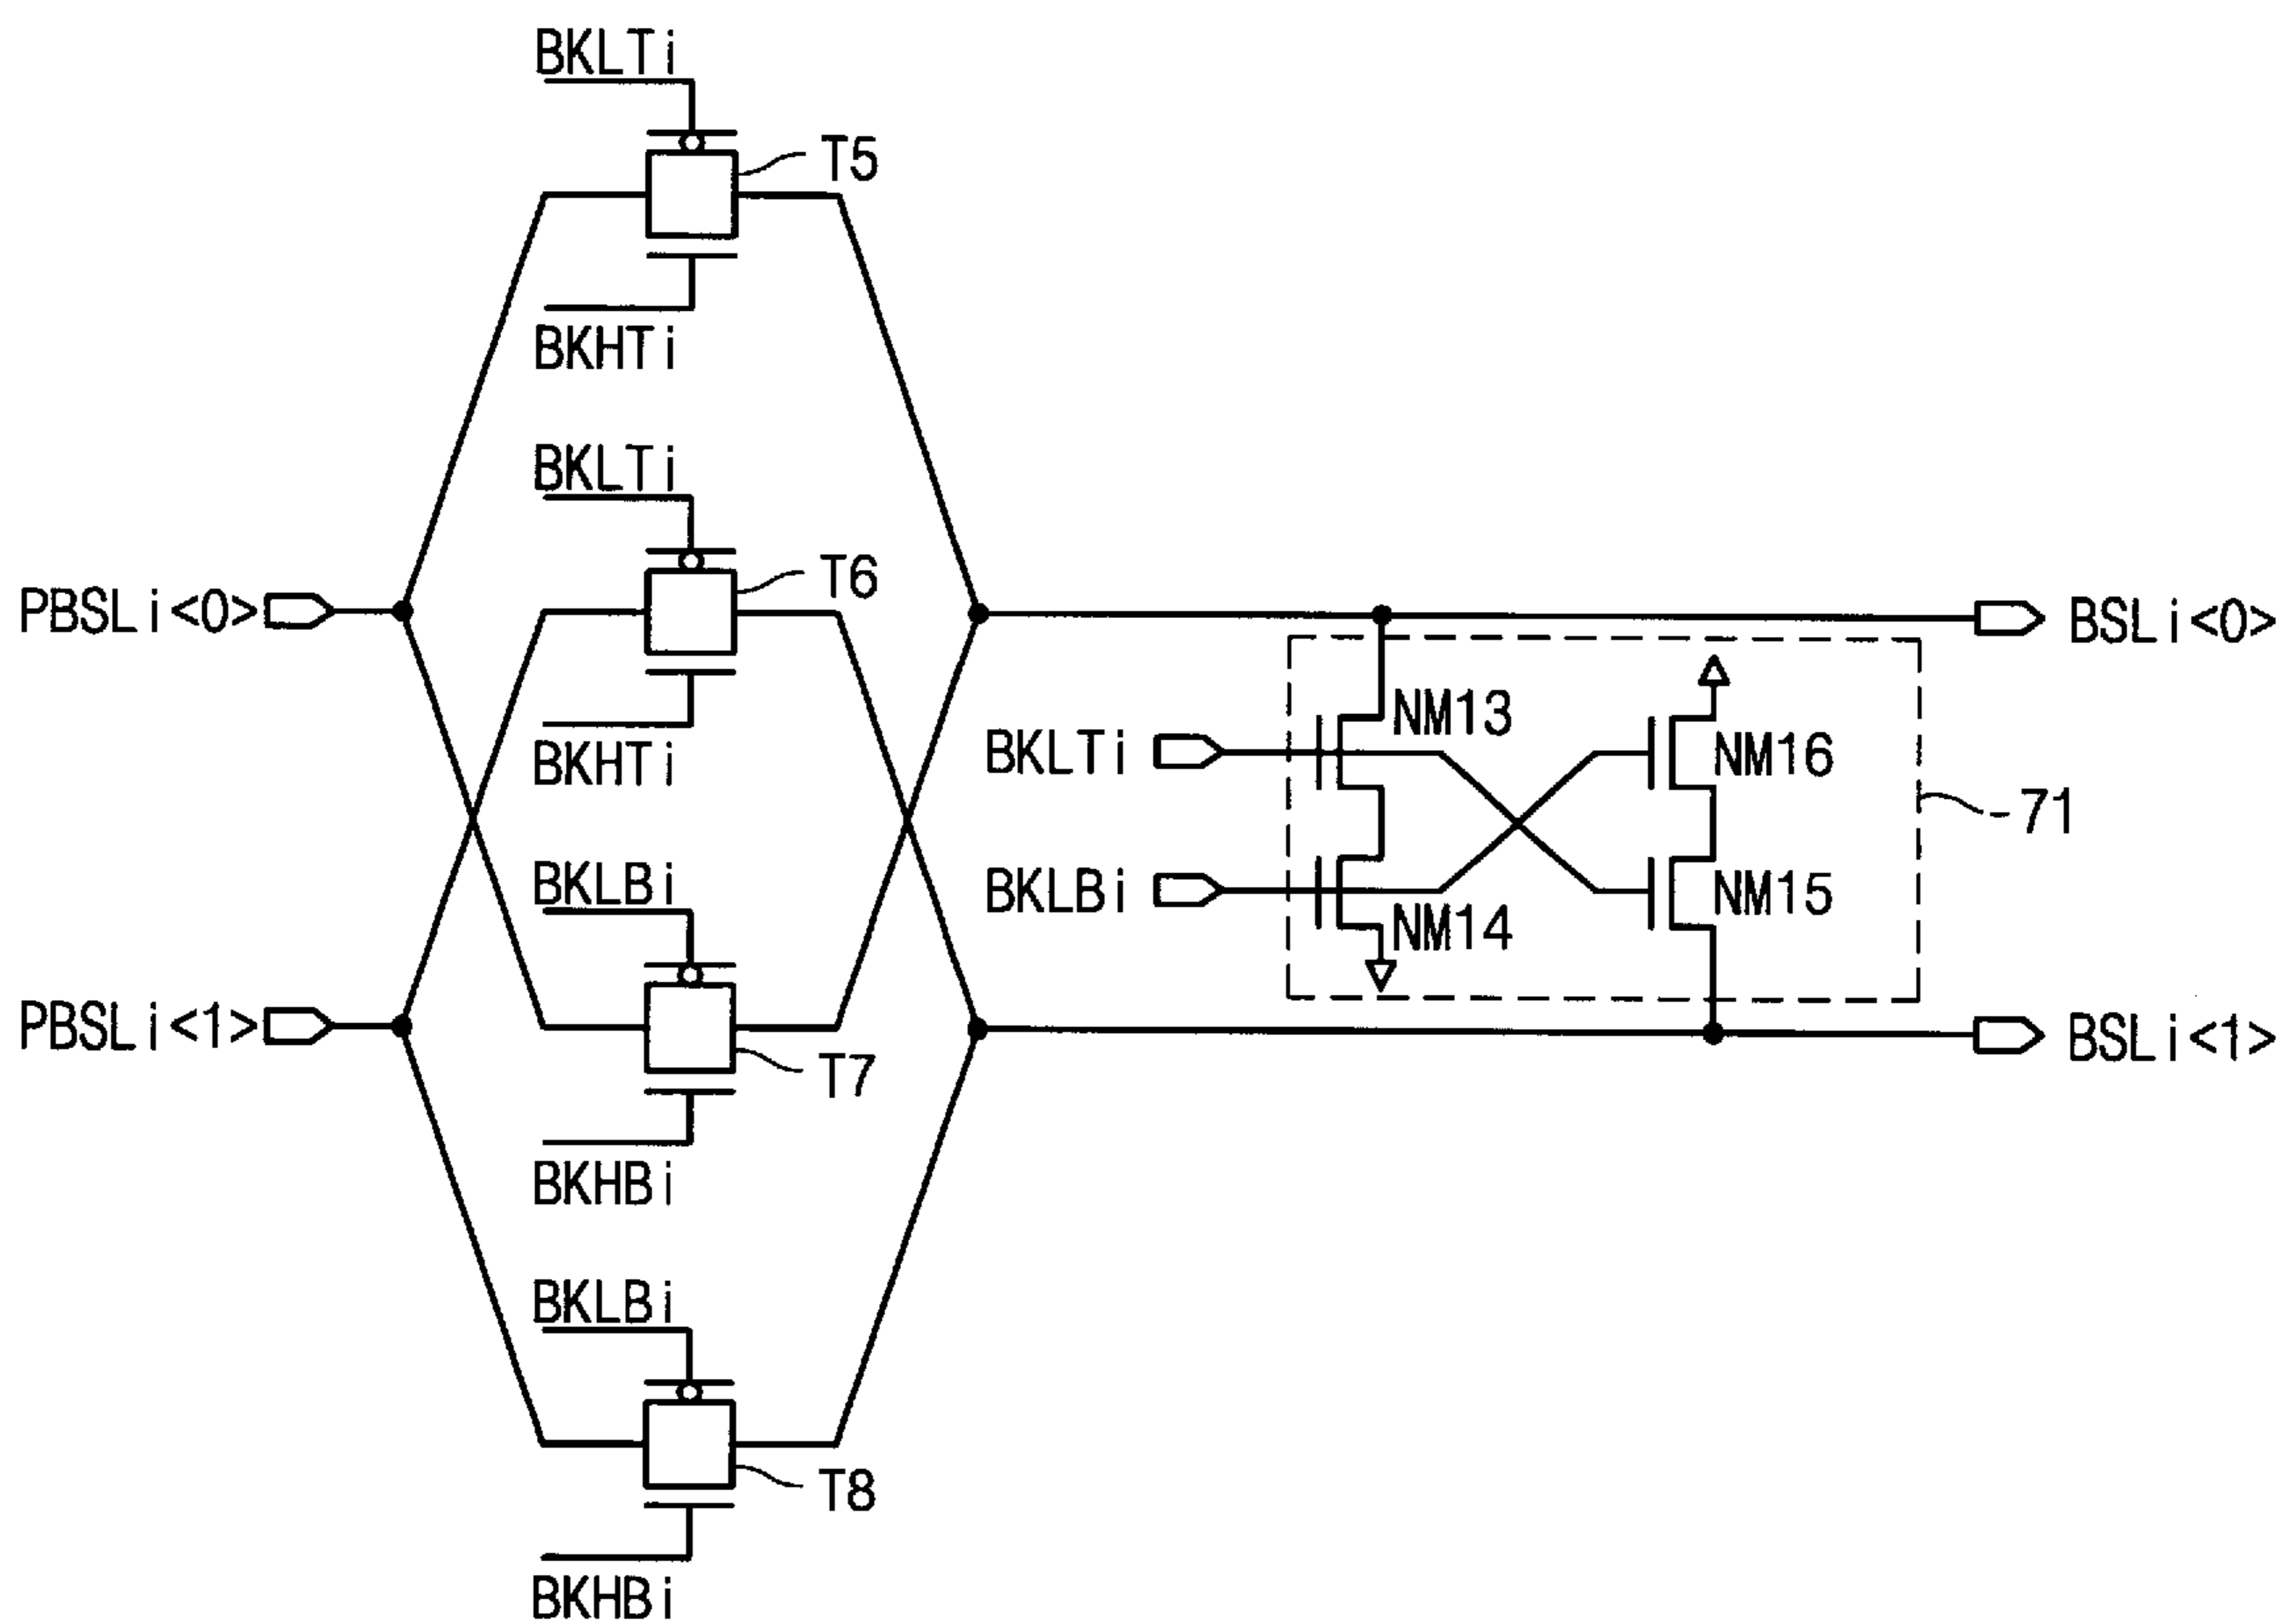 BKLTi
T5
BKHTi
BKLTi
T6
PBSLi<0>
BSLi<0>
NM13
BKHTi
BKLTi
NM16
71
BKLBi
BKLBi
NM15
NM14
PBSLi<1>
BSLi<1>
T7
BKHBi
BKLBi
T8
BKHBi